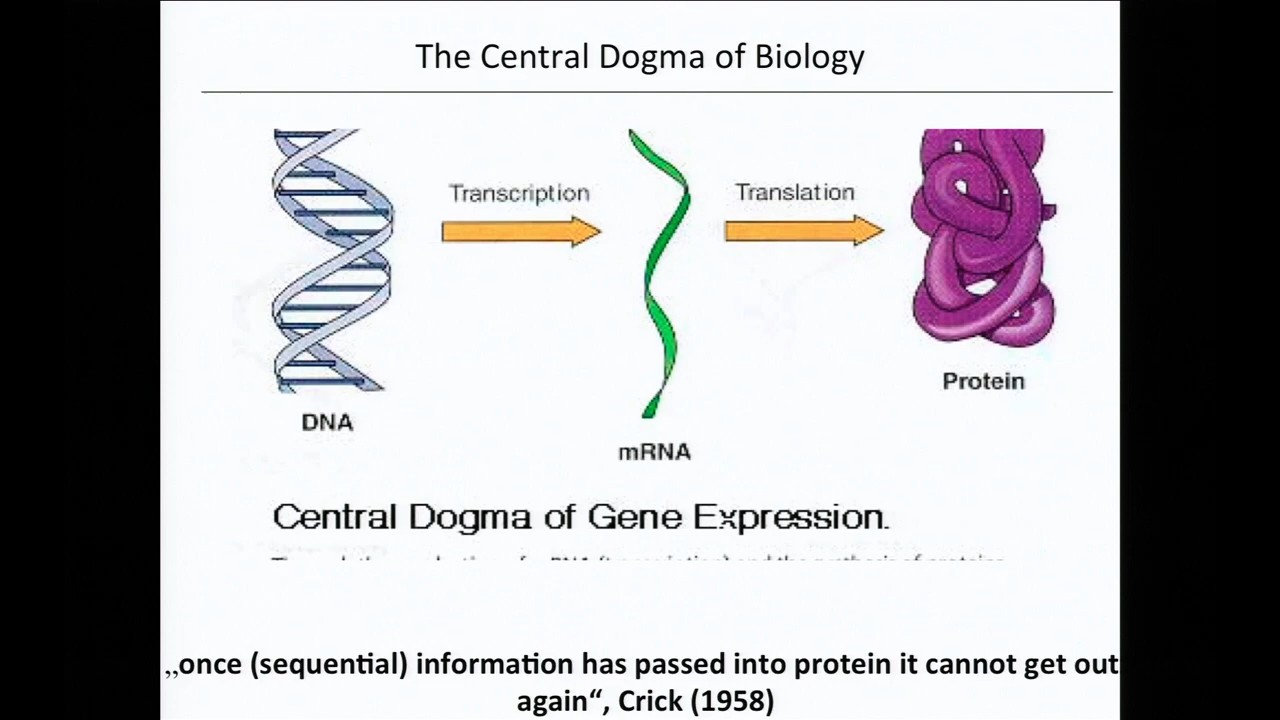 The Central Dogma of Biology
Transcription
Translation
Protein
DNA
mRNA
Central Dogma of Gene Expression.
„once (sequential) information has passed into protein it cannot get out
again“, Crick (1958)